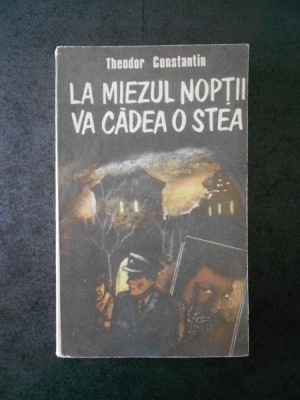 Theodor Constantin
LA MIEZUL NOPȚII
VA CĂDEA O STEA